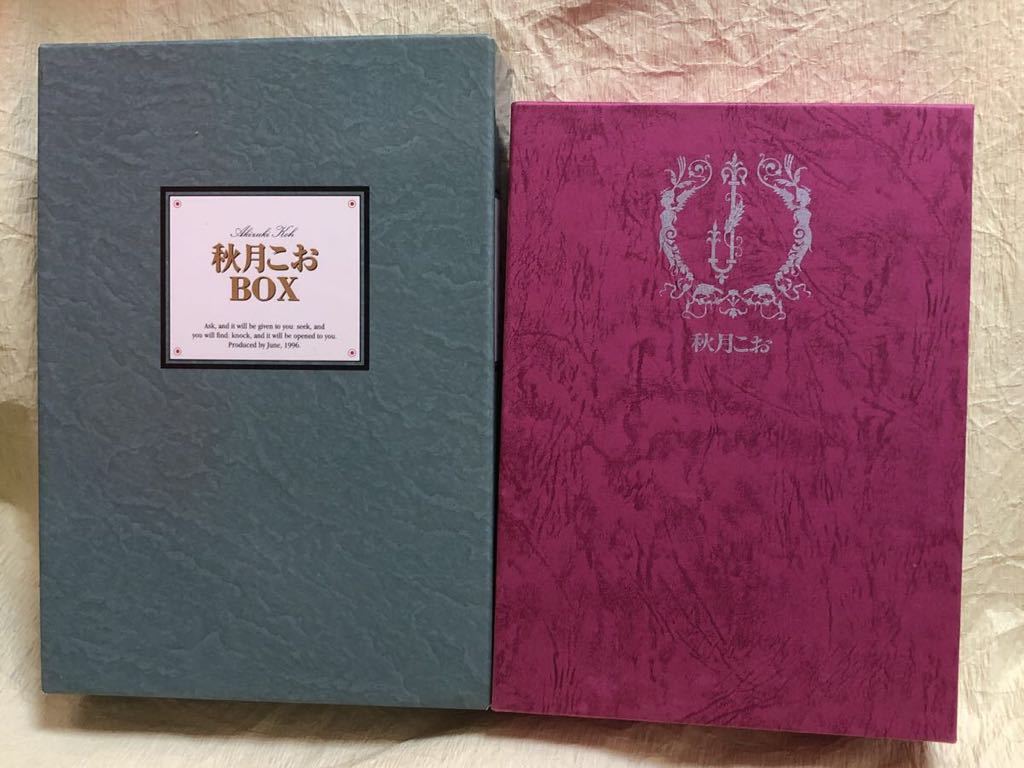 Akizuki Koh
秋月こお
BOX
Ask, and it will be given to you: seek, and
you will find: knock, and it will be opened to you.
Produced by June, 1996.
J
秋月こお